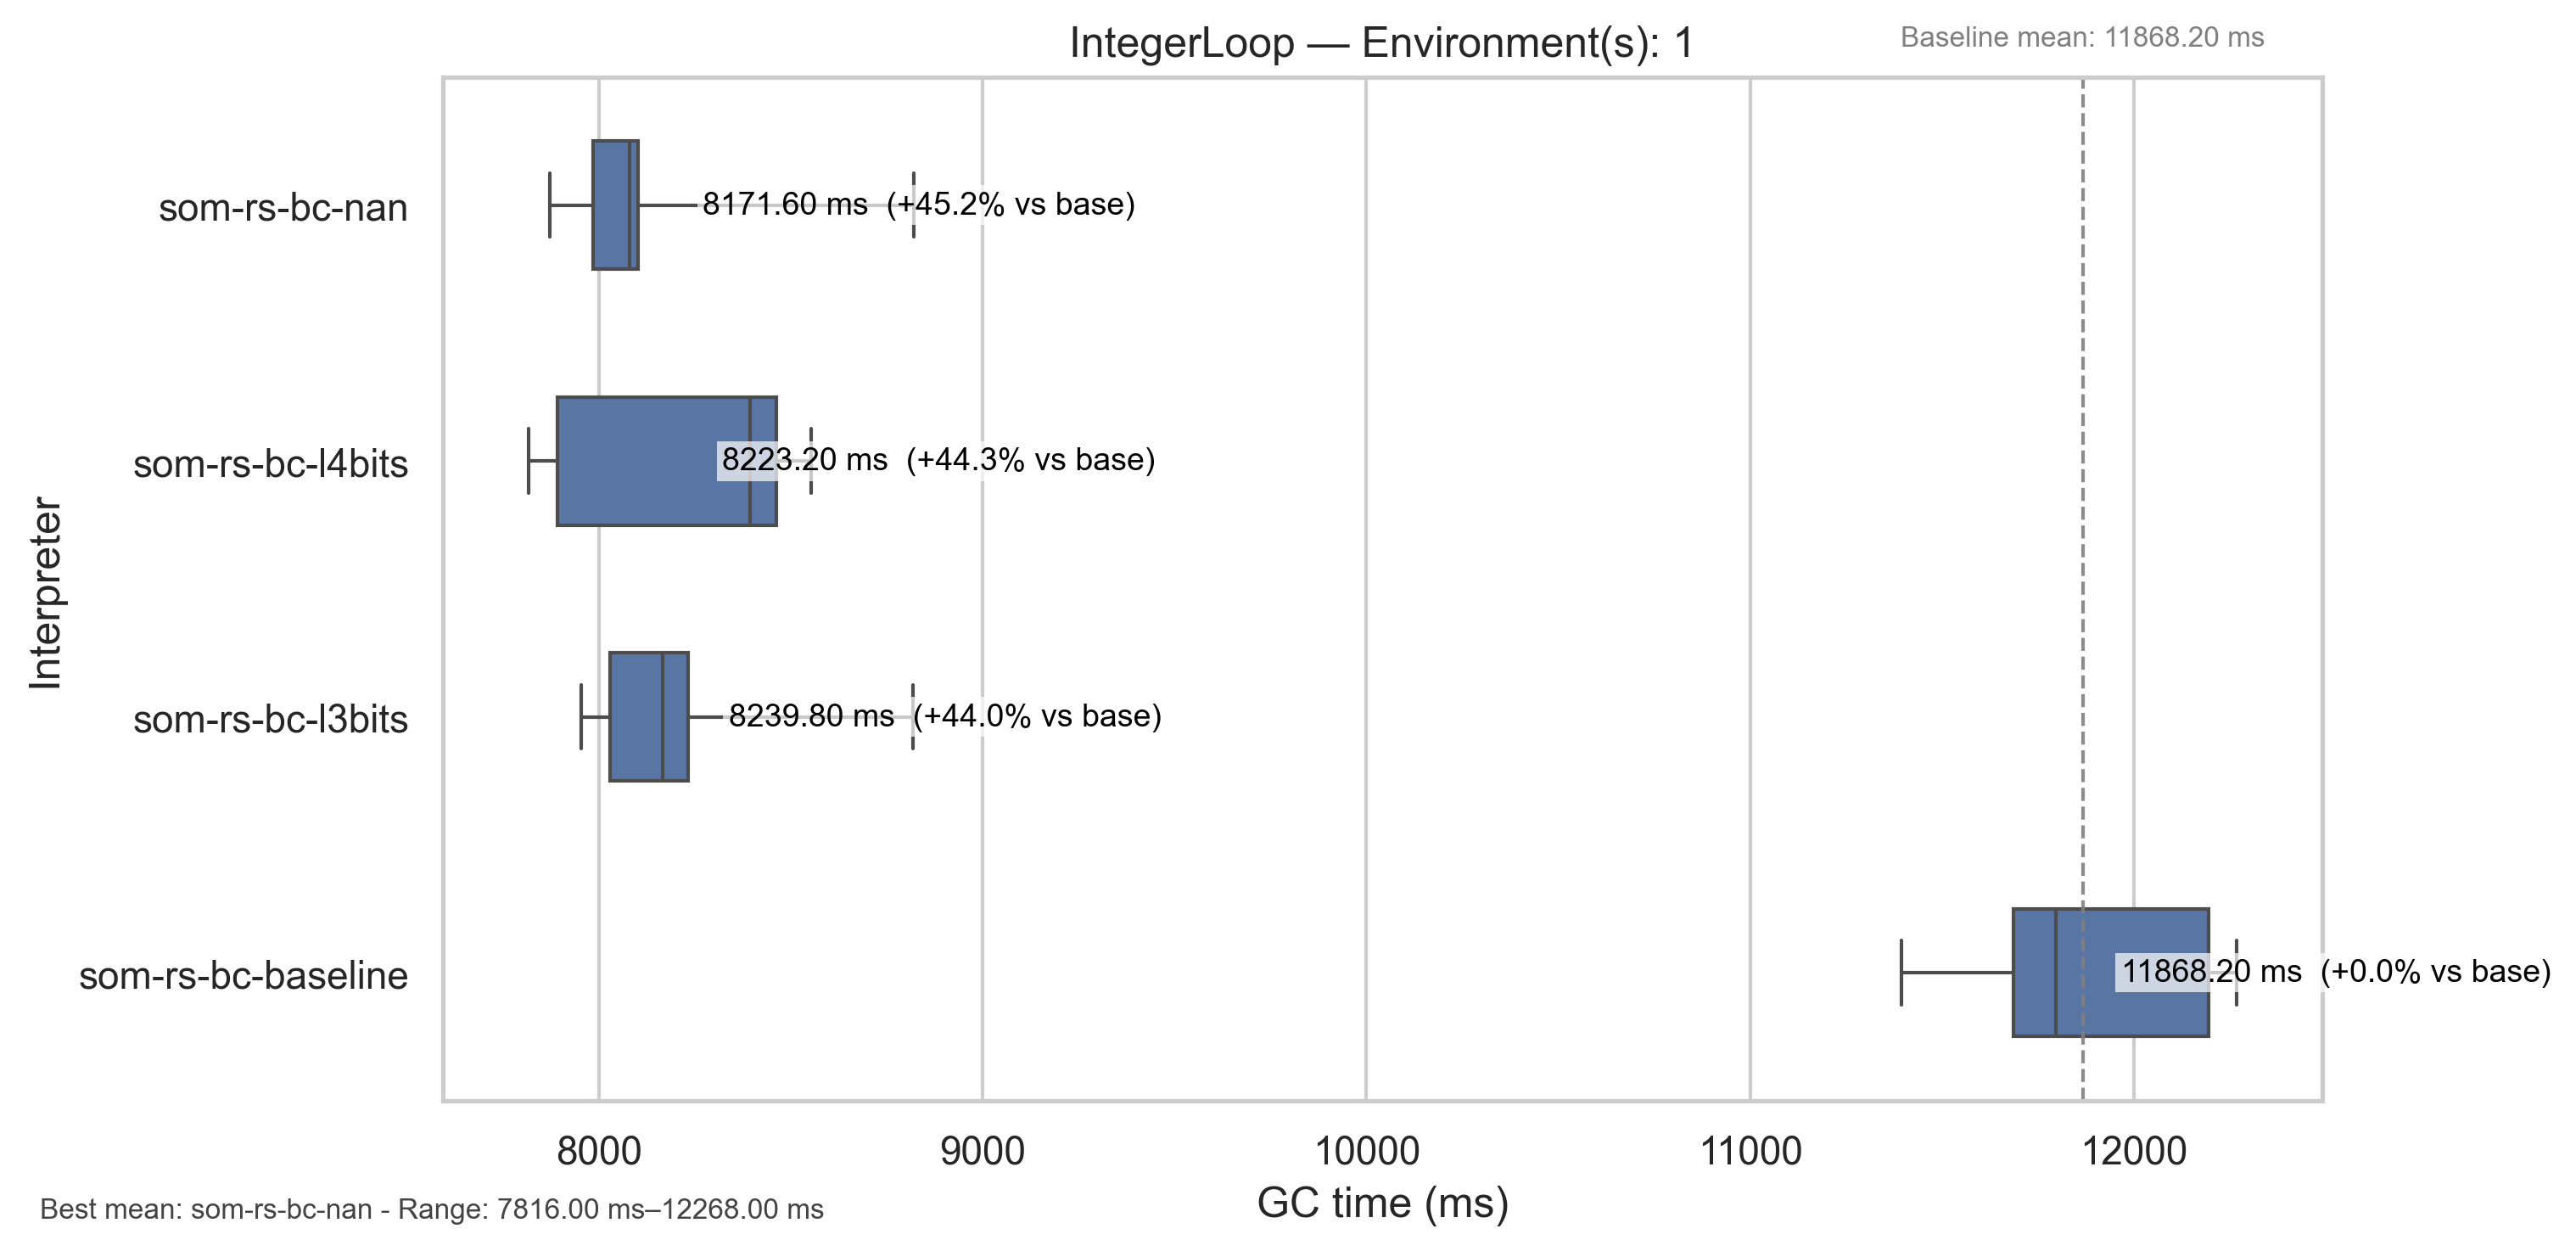 IntegerLoop — Environment(s): 1
Baseline mean: 11868.20 ms
som-rs-bc-nan
8171.60 ms (+45.2% vs base)
som-rs-bc-l4bits
8223.20 ms (+44.3% vs base)
som-rs-bc-l3bits
8239.80 ms (+44.0% vs base)
som-rs-bc-baseline
11868.20 ms (+0.0% vs base)
Interpreter
8000 9000 10000 11000 12000
GC time (ms)
Best mean: som-rs-bc-nan - Range: 7816.00 ms–12268.00 ms